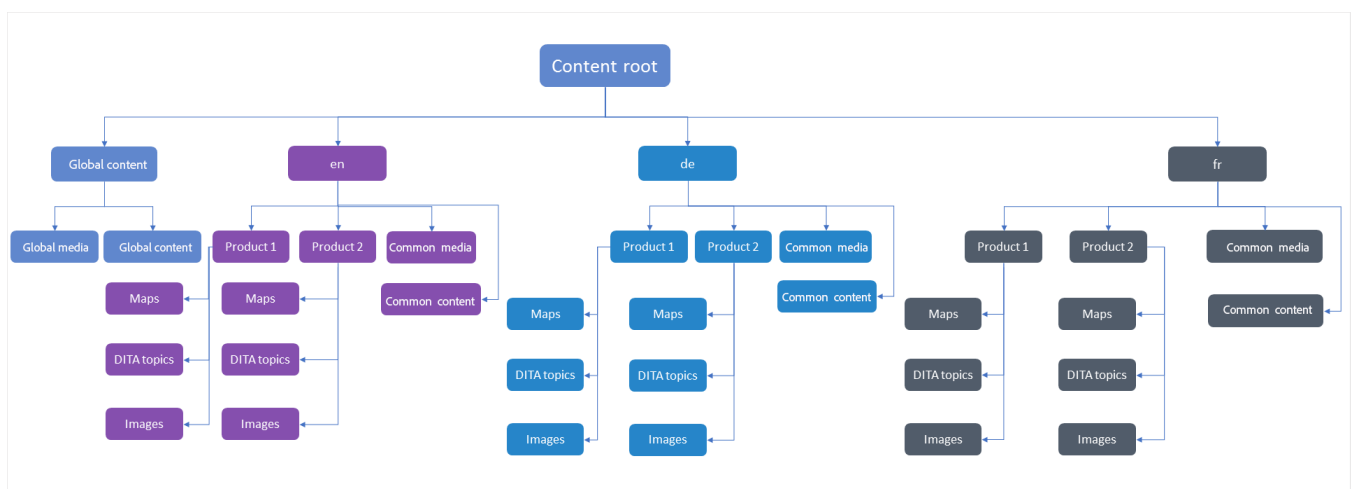 Content root
Global content
en
de
fr
Global media
Global content
Product 1
Product 2
Common media
Product 1
Product 2
Common media
Product 1
Product 2
Common media
Maps
Maps
Common content
Maps
Maps
Common content
Maps
Maps
Common content
DITA topics
DITA topics
DITA topics
DITA topics
DITA topics
DITA topics
Images
Images
Images
Images
Images
Images